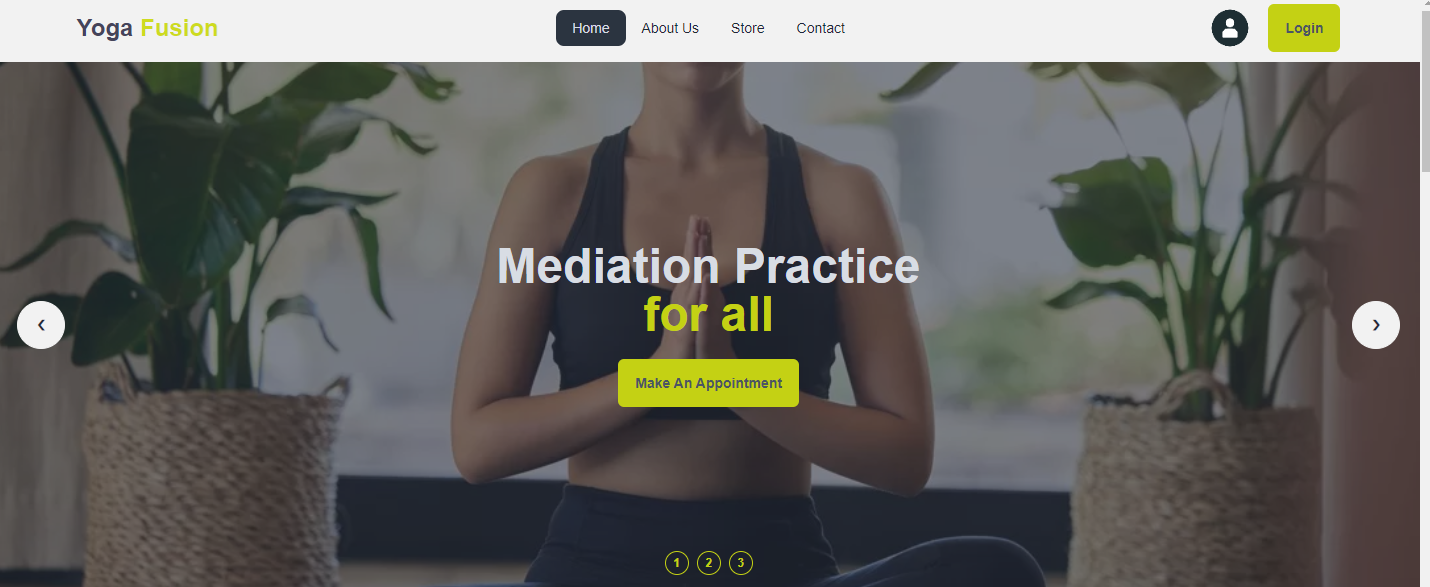 Yoga Fusion
Home About Us Store Contact
Login
‹ ›
Mediation Practice
for all
Make An Appointment
1 2 3